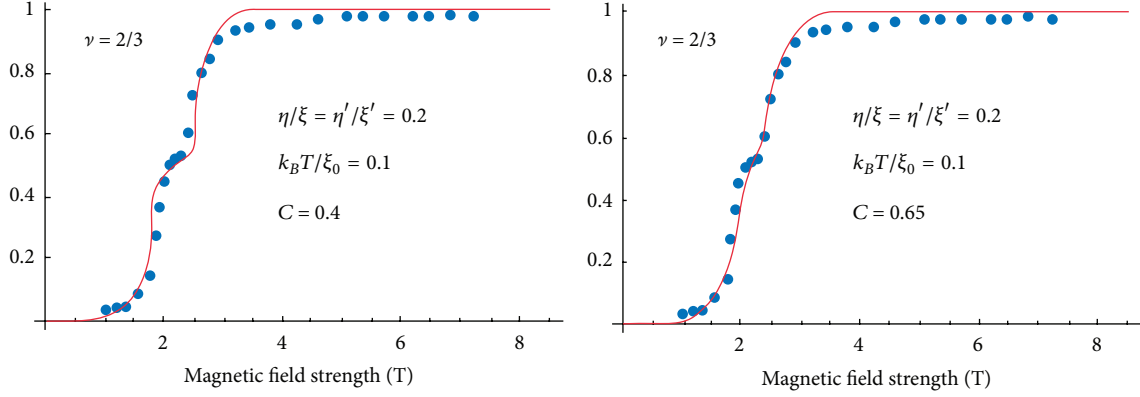 1
0.8
0.6
0.4
0.2
ν = 2/3
η/ξ = η′/ξ′ = 0.2
k_BT/ξ_0 = 0.1
C = 0.4
2
4
6
8
Magnetic field strength (T)
1
0.8
0.6
0.4
0.2
ν = 2/3
η/ξ = η′/ξ′ = 0.2
k_BT/ξ_0 = 0.1
C = 0.65
2
4
6
8
Magnetic field strength (T)